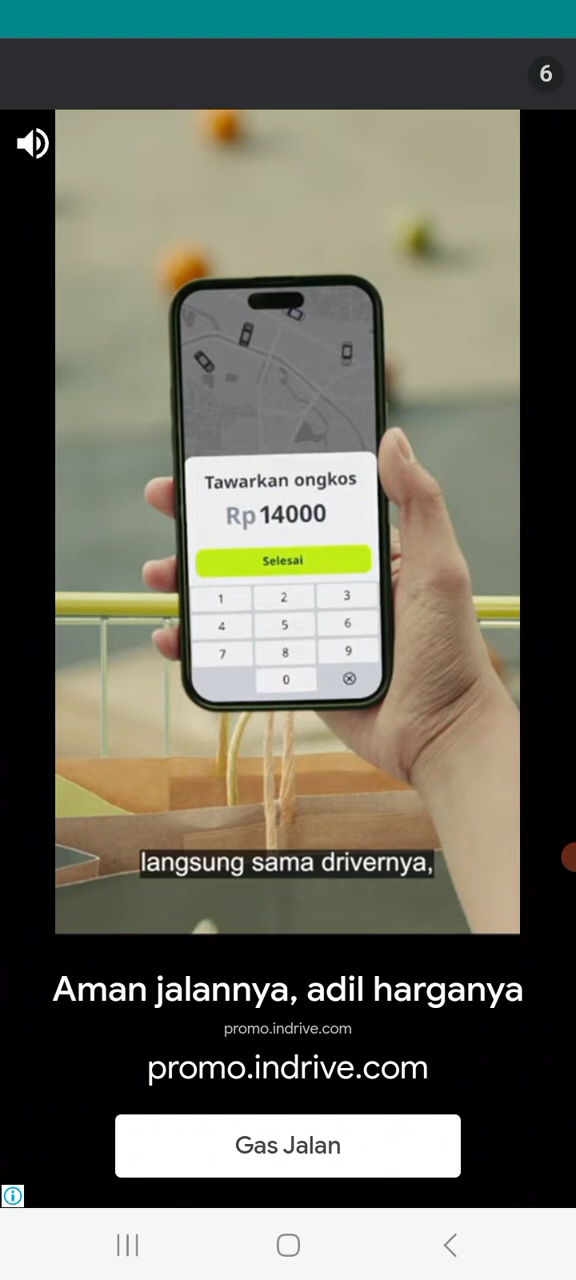 6
Tawarkan ongkos
Rp 14000
Selesai
1 2 3
4 5 6
7 8 9
0
langsung sama drivernya,
Aman jalannya, adil harganya
promo.indrive.com
promo.indrive.com
Gas Jalan